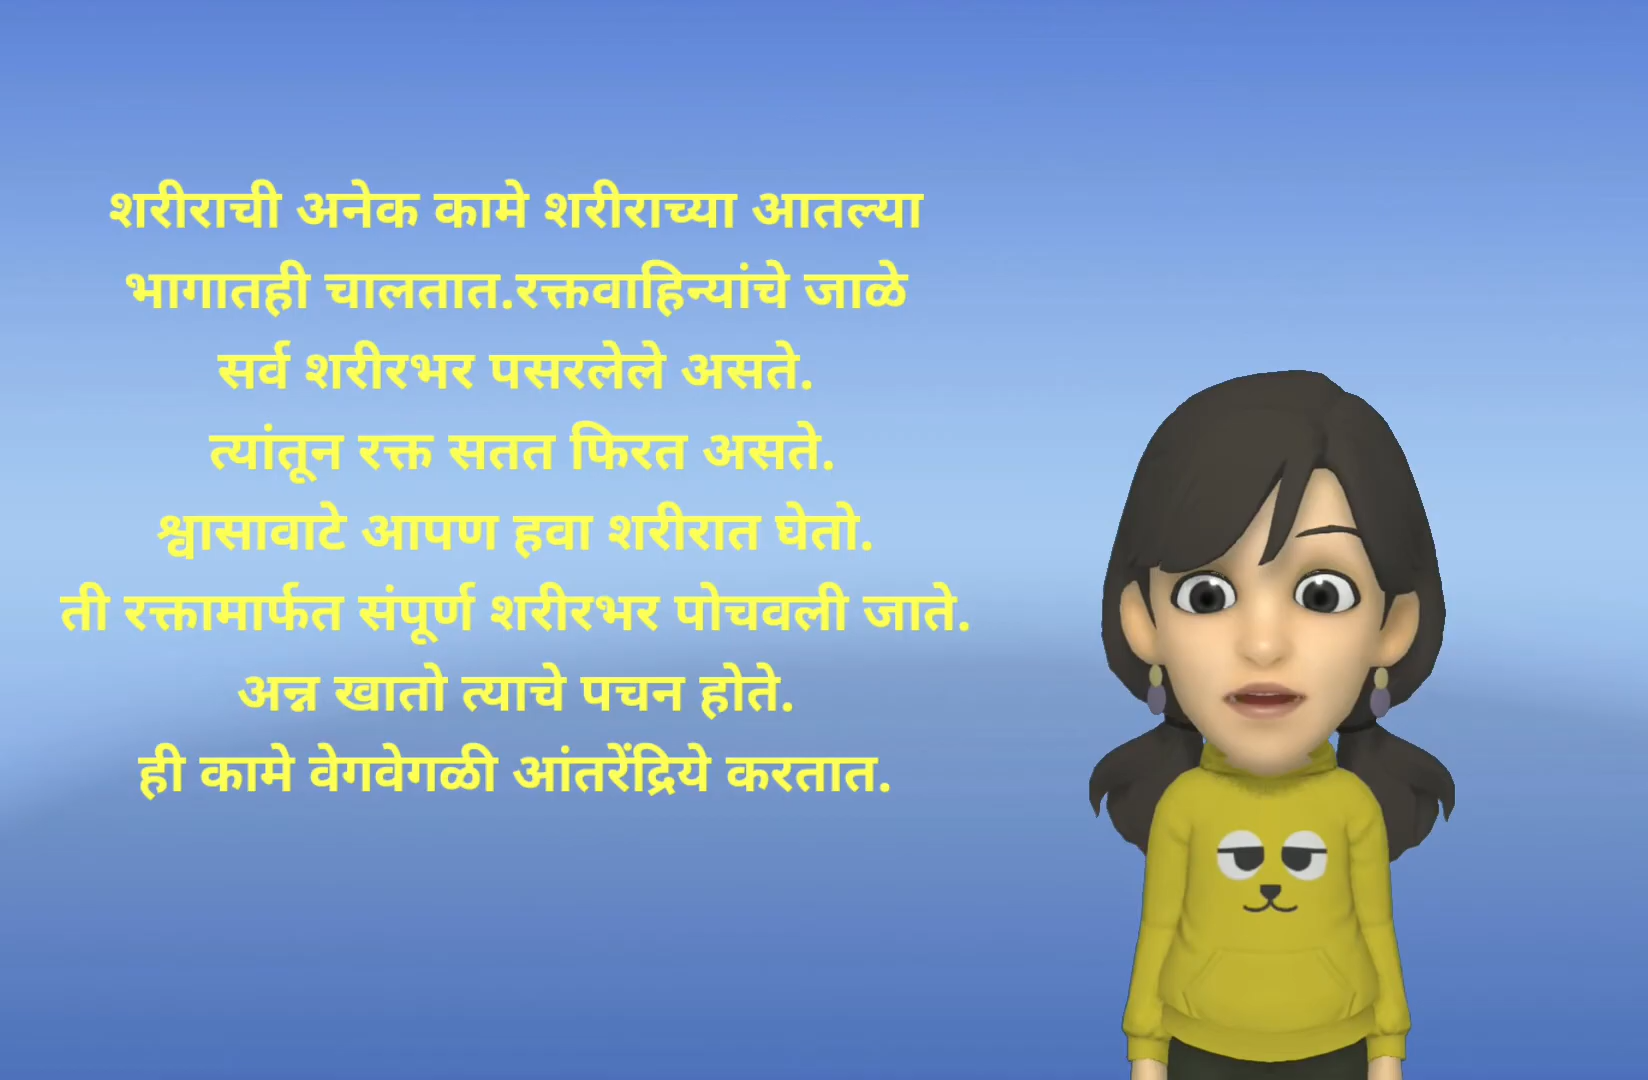 शरीराची अनेक कामे शरीराच्या आतल्या
भागातही चालतात.रक्तवाहिन्यांचे जाळे
सर्व शरीरभर पसरलेले असते.
त्यांतून रक्त सतत फिरत असते.
श्वासावाटे आपण हवा शरीरात घेतो.
ती रक्तामार्फत संपूर्ण शरीरभर पोचवली जाते.
अन्न खातो त्याचे पचन होते.
ही कामे वेगवेगळी आंतरेंद्रिये करतात.